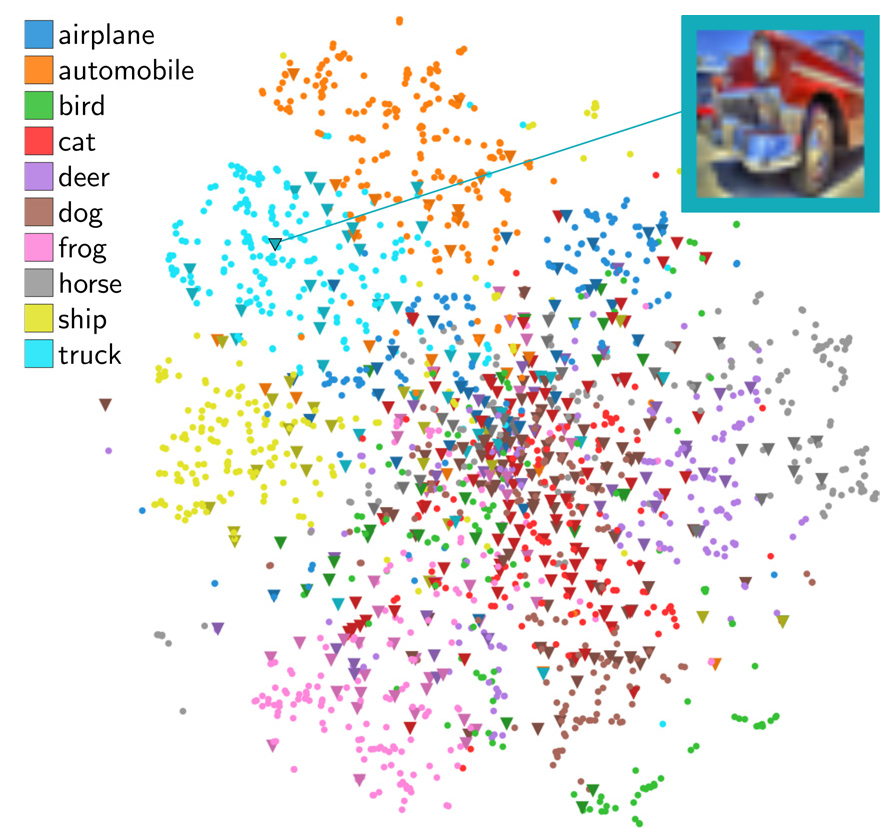 airplane
automobile
bird
cat
deer
dog
frog
horse
ship
truck